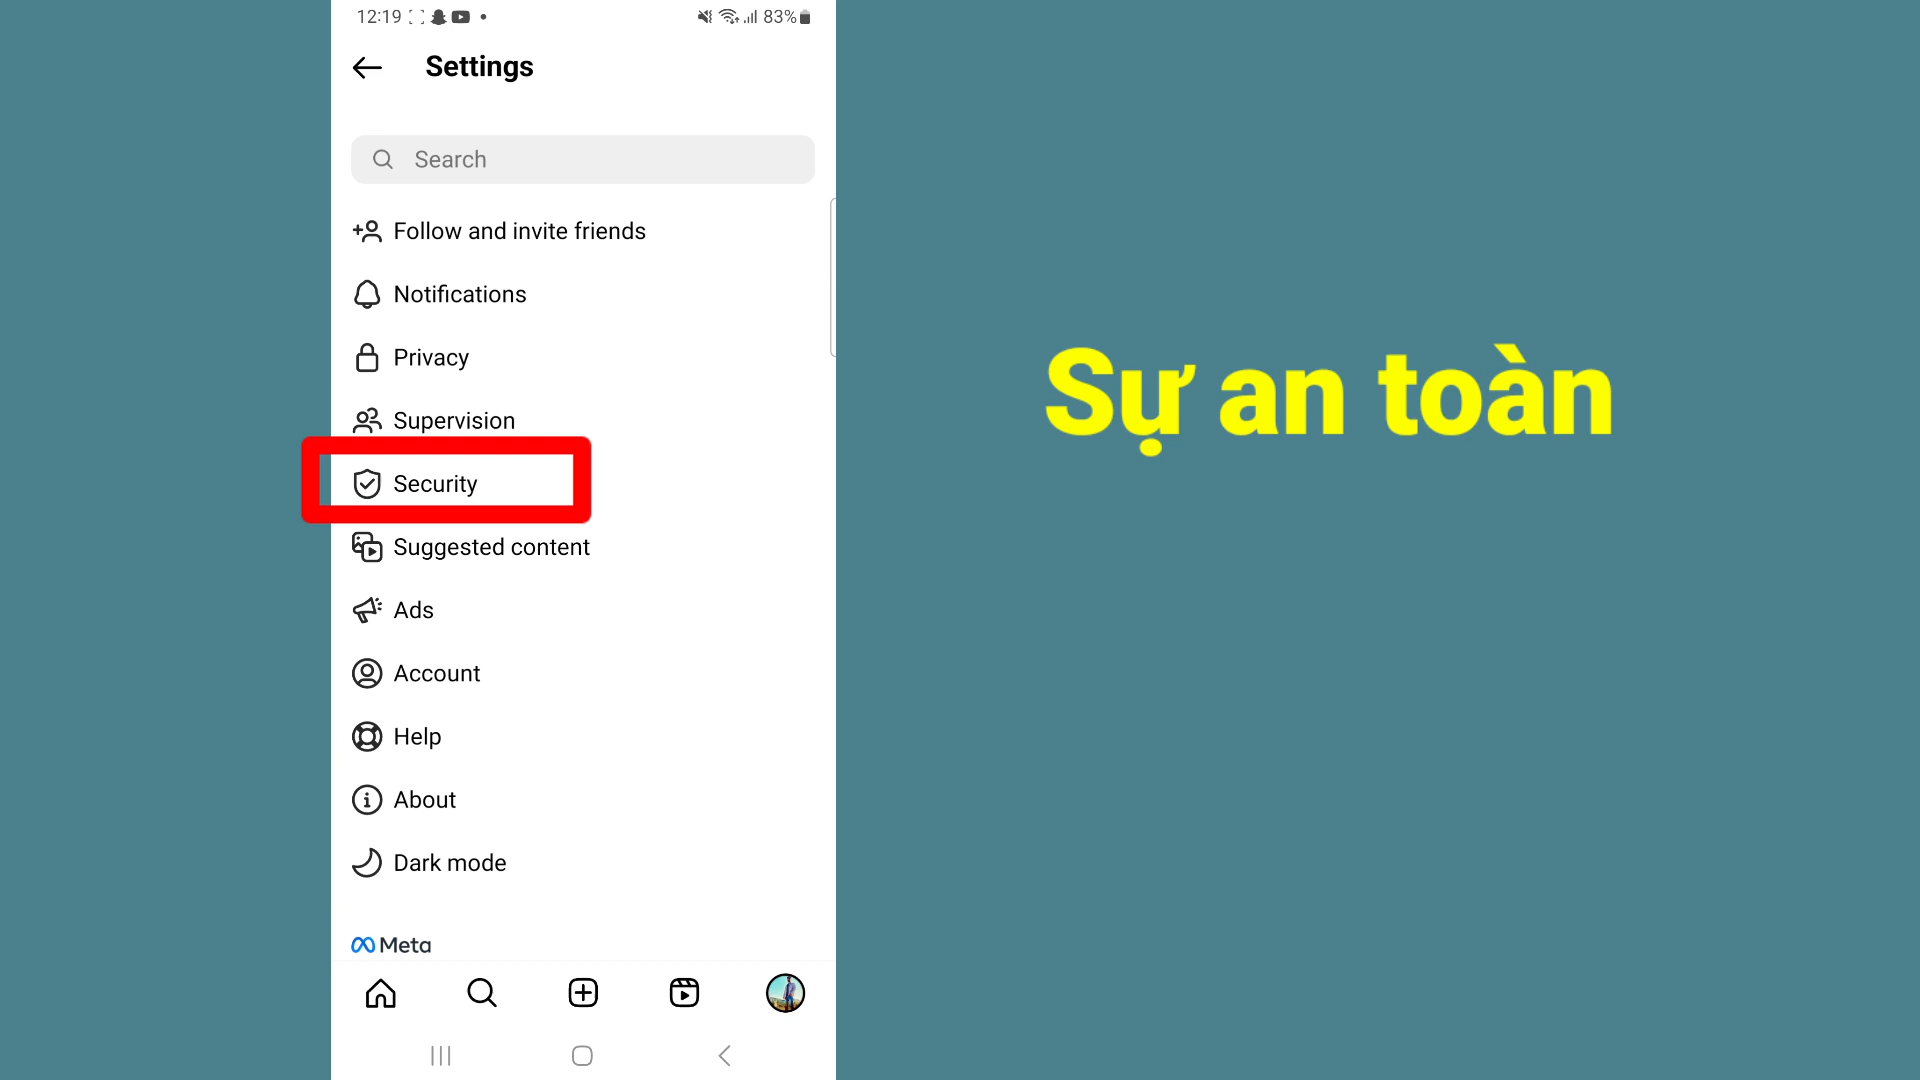 12:19
83%
Settings
Search
Follow and invite friends
Notifications
Privacy
Supervision
Security
Suggested content
Ads
Account
Help
About
Dark mode
Meta
Sự an toàn